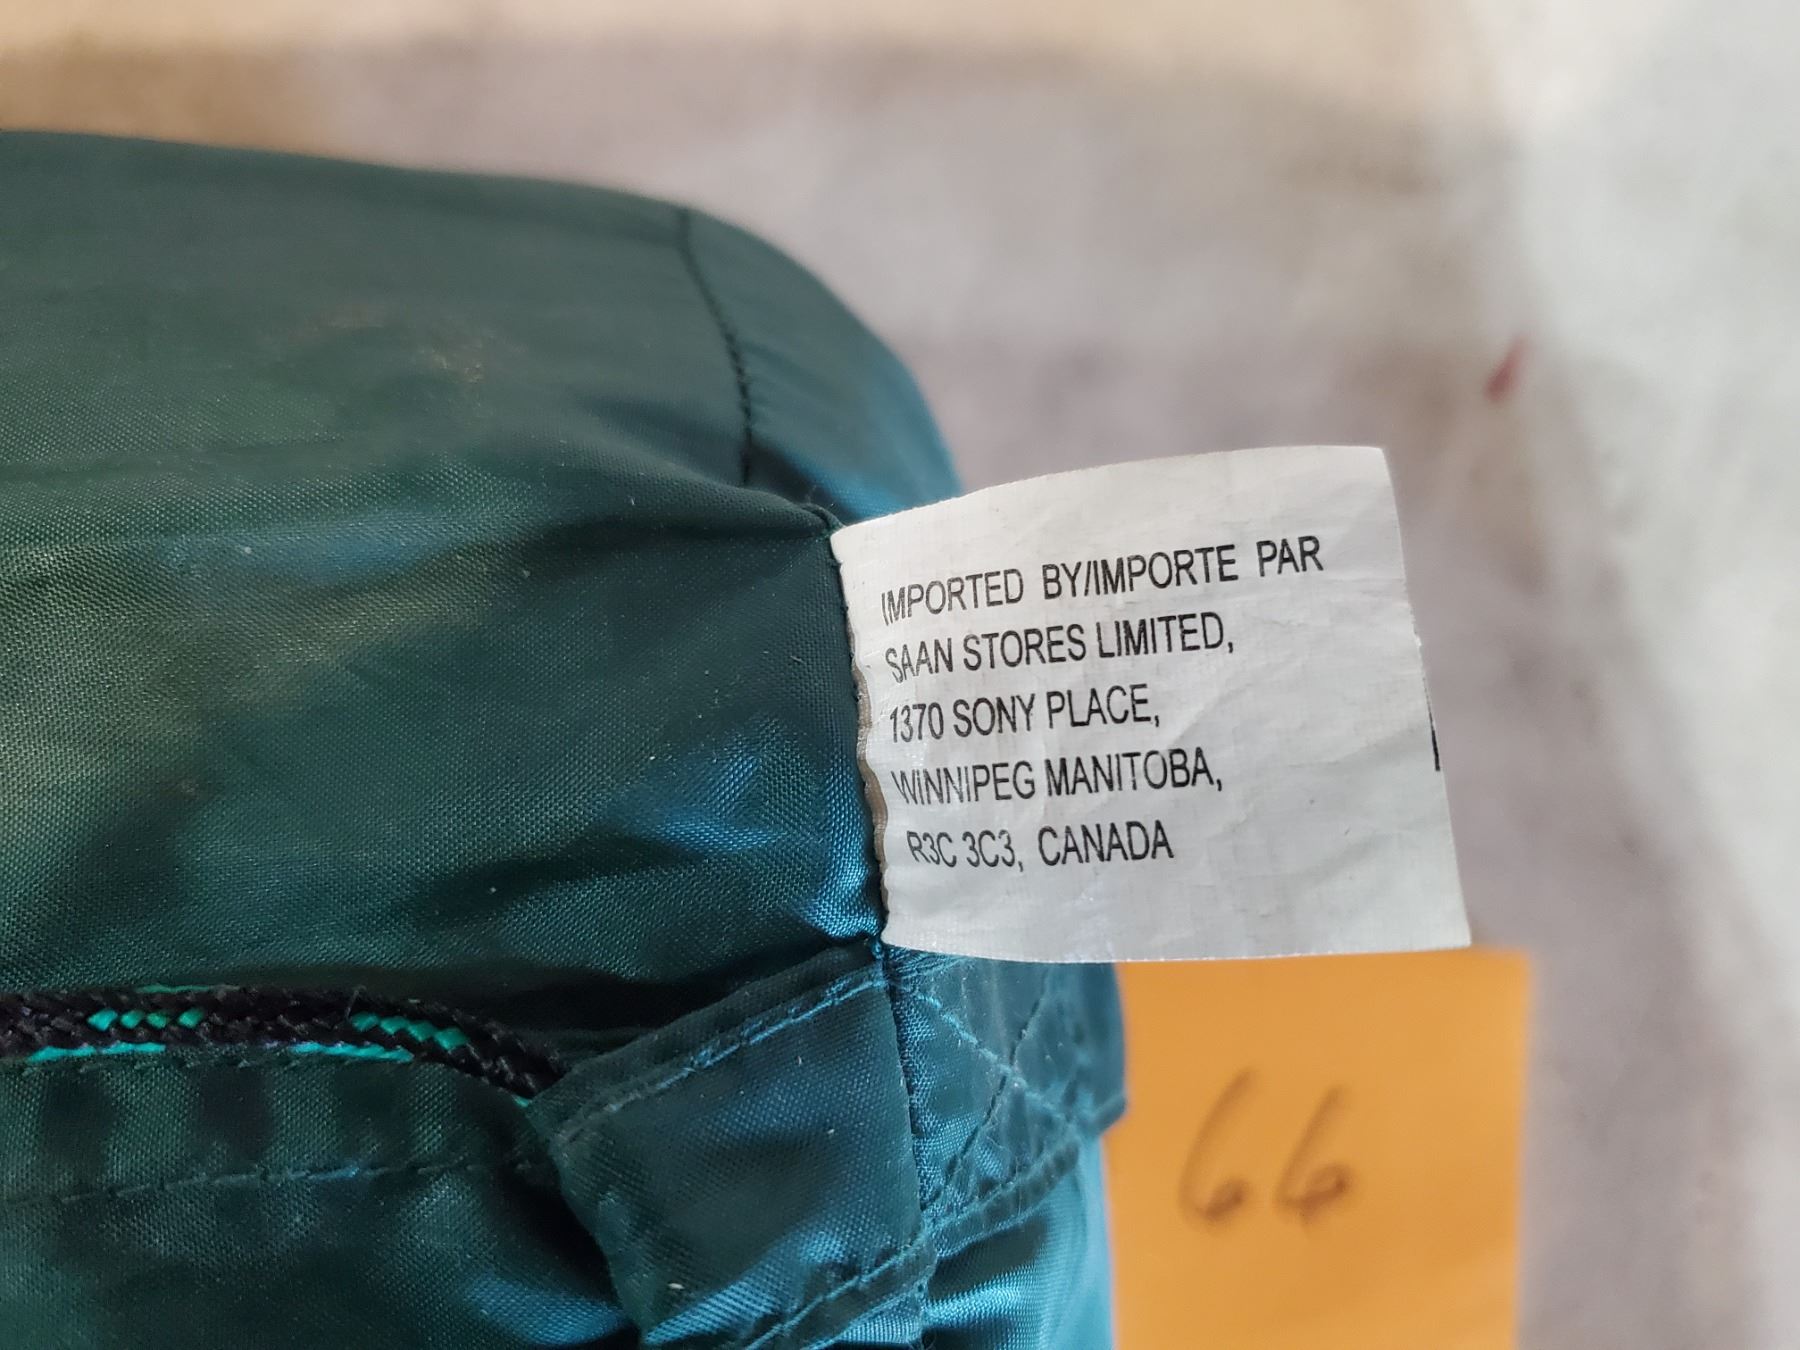 IMPORTED BY/IMPORTE PAR
SAAN STORES LIMITED,
1370 SONY PLACE,
WINNIPEG MANITOBA,
R3C 3C3, CANADA
66